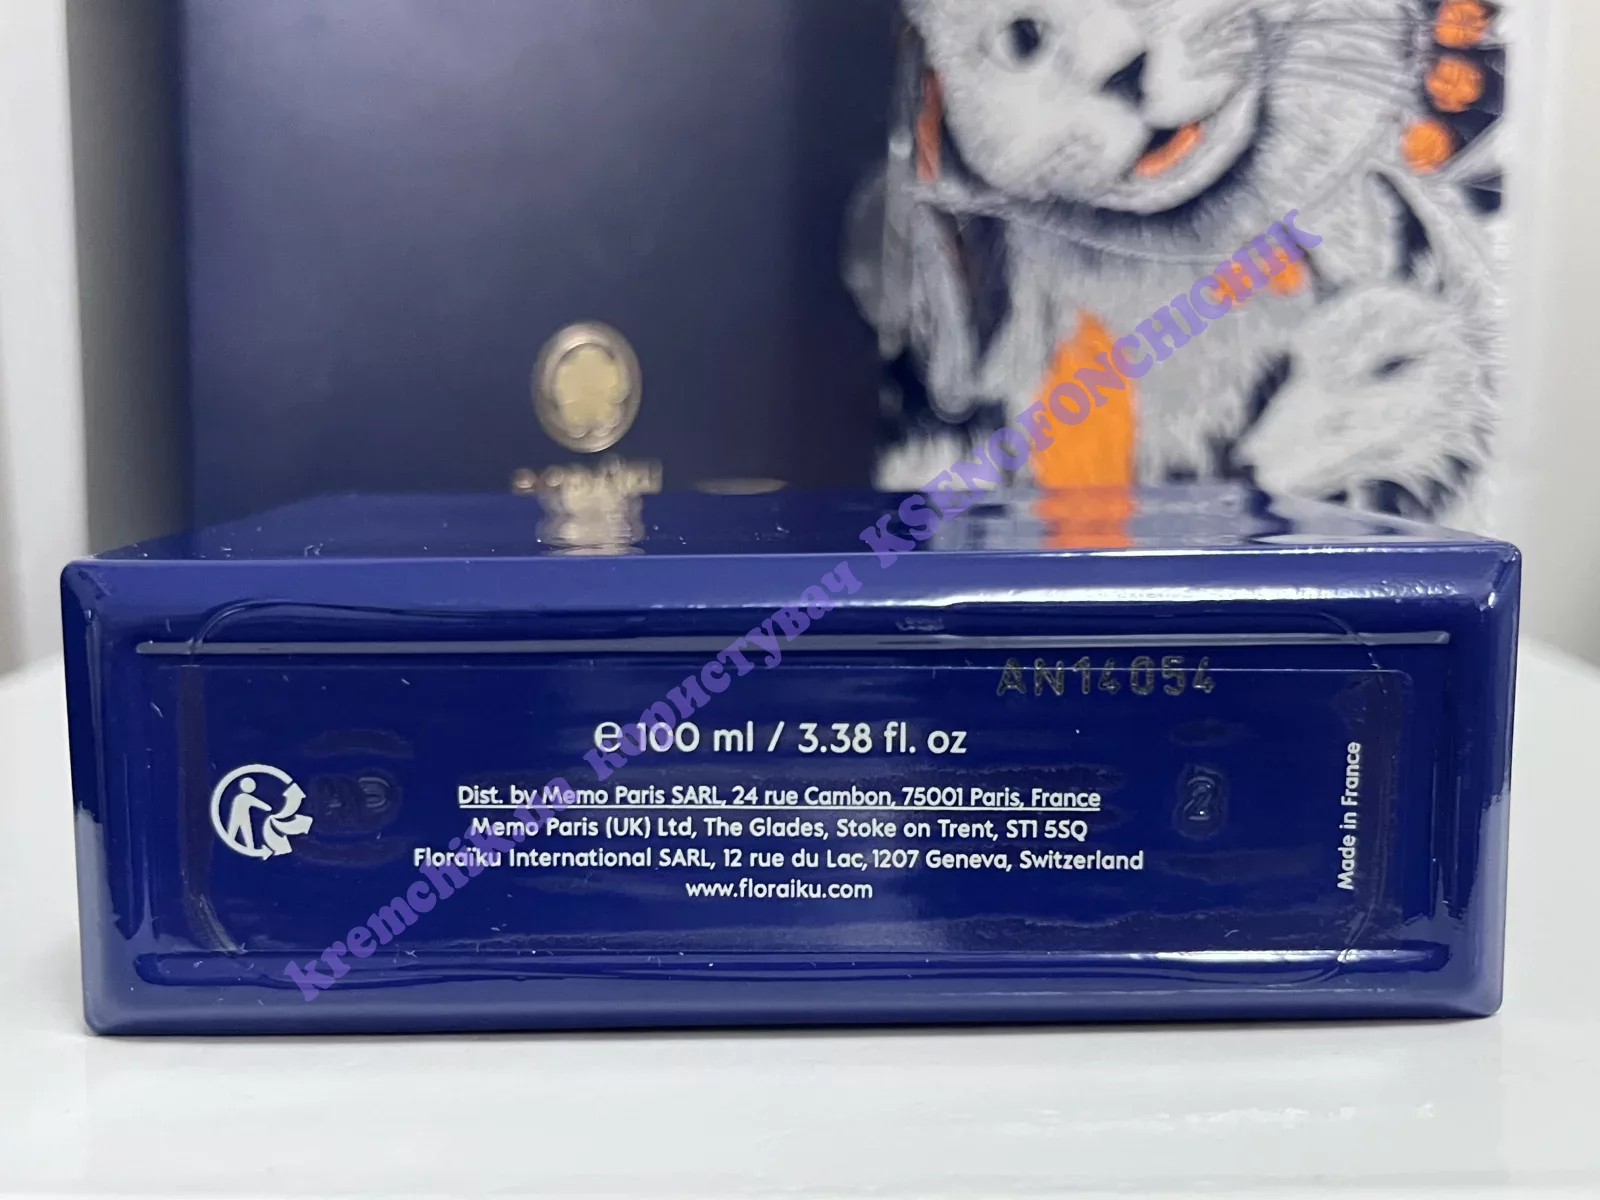 AN14054
℮ 100 ml / 3.38 fl. oz
Dist. by Memo Paris SARL, 24 rue Cambon, 75001 Paris, France
Memo Paris (UK) Ltd, The Glades, Stoke on Trent, ST1 5SQ
Floraïku International SARL, 12 rue du Lac, 1207 Geneva, Switzerland
www.floraiku.com
Made in France
2
kremchik.ua користувач KSENOFONCHICHIK